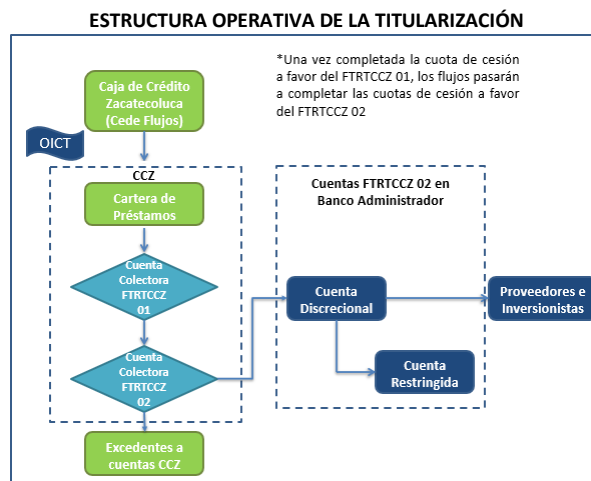 ESTRUCTURA OPERATIVA DE LA TITULARIZACIÓN
*Una vez completada la cuota de cesión
a favor del FTRTCCZ 01, los flujos pasarán
a completar las cuotas de cesión a favor
del FTRTCCZ 02
Caja de Crédito
Zacatecoluca
(Cede Flujos)
OICT
CCZ
Cartera de
Préstamos
Cuenta
Colectora
FTRTCCZ
01
Cuenta
Colectora
FTRTCCZ
02
Excedentes a
cuentas CCZ
Cuentas FTRTCCZ 02 en
Banco Administrador
Cuenta
Discrecional
Cuenta
Restringida
Proveedores e
Inversionistas